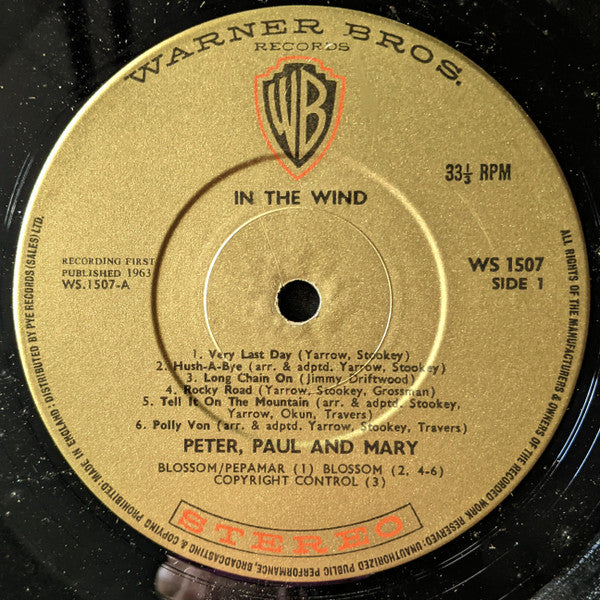 WARNER BROS.
RECORDS
WB
IN THE WIND
33⅓ RPM
RECORDING FIRST
PUBLISHED 1963
WS.1507-A
WS 1507
SIDE 1
1. Very Last Day (Yarrow, Stookey)
2. Hush-A-Bye (arr. & adptd. Yarrow, Stookey)
3. Long Chain On (Jimmy Driftwood)
4. Rocky Road (Yarrow, Stookey, Grossman)
5. Tell It On The Mountain (arr. & adptd. Stookey,
Yarrow, Okun, Travers)
6. Polly Von (arr. & adptd. Yarrow, Stookey, Travers)
PETER, PAUL AND MARY
BLOSSOM/PEPAMAR (1) BLOSSOM (2, 4-6)
COPYRIGHT CONTROL (3)
STEREO
ALL RIGHTS OF THE MANUFACTURERS & OWNERS OF THE RECORDED WORK RESERVED: UNAUTHORIZED PUBLIC PERFORMANCE, BROADCASTING & COPYING PROHIBITED: MADE IN ENGLAND: DISTRIBUTED BY PYE RECORDS (SALES) LTD.